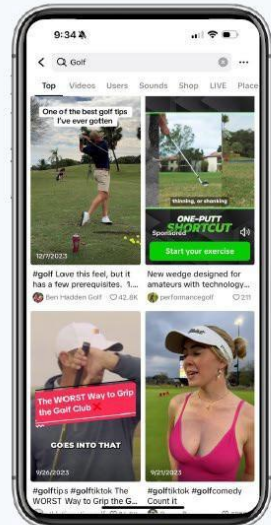 9:34
Golf
Top Videos Users Sounds Shop LIVE Place
One of the best golf tips
I've ever gotten
12/7/2023
#golf Love this feel, but it
has a few prerequisites. 1....
Ben Hadden Golf 42.8K
thinning, or shanking
ONE-PUTT
SHORTCUT
Sponsored
Start your exercise
New wedge designed for
amateurs with technology...
performancegolf 211
The WORST Way to Grip
the Golf Club ❌
GOES INTO THAT
9/26/2023
#golftips #golftiktok The
WORST Way to Grip the G...
9/21/2023
#golftiktok #golfcomedy
Count it